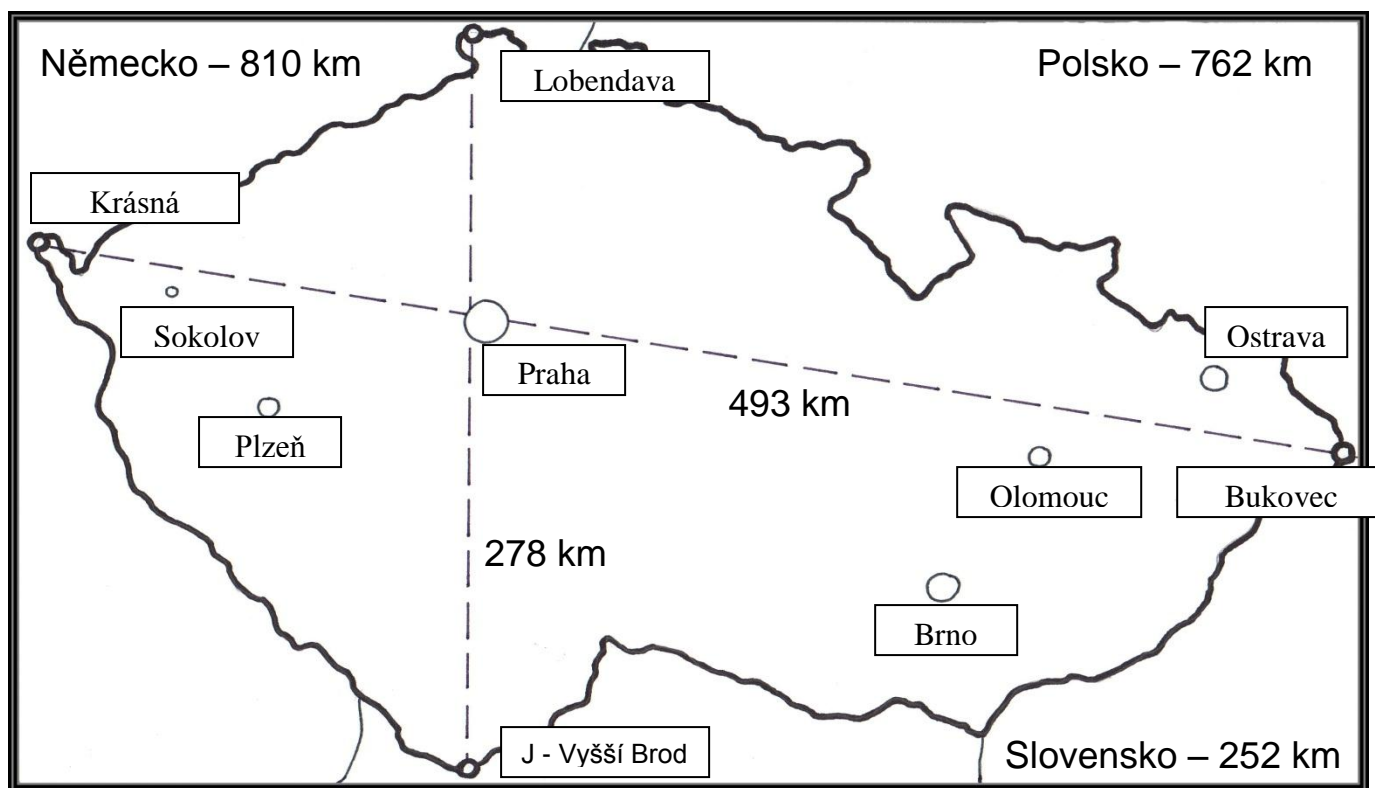 Německo – 810 km
Polsko – 762 km
Lobendava
Krásná
Sokolov
Praha
Ostrava
493 km
Plzeň
Olomouc
Bukovec
278 km
Brno
J - Vyšší Brod
Slovensko – 252 km